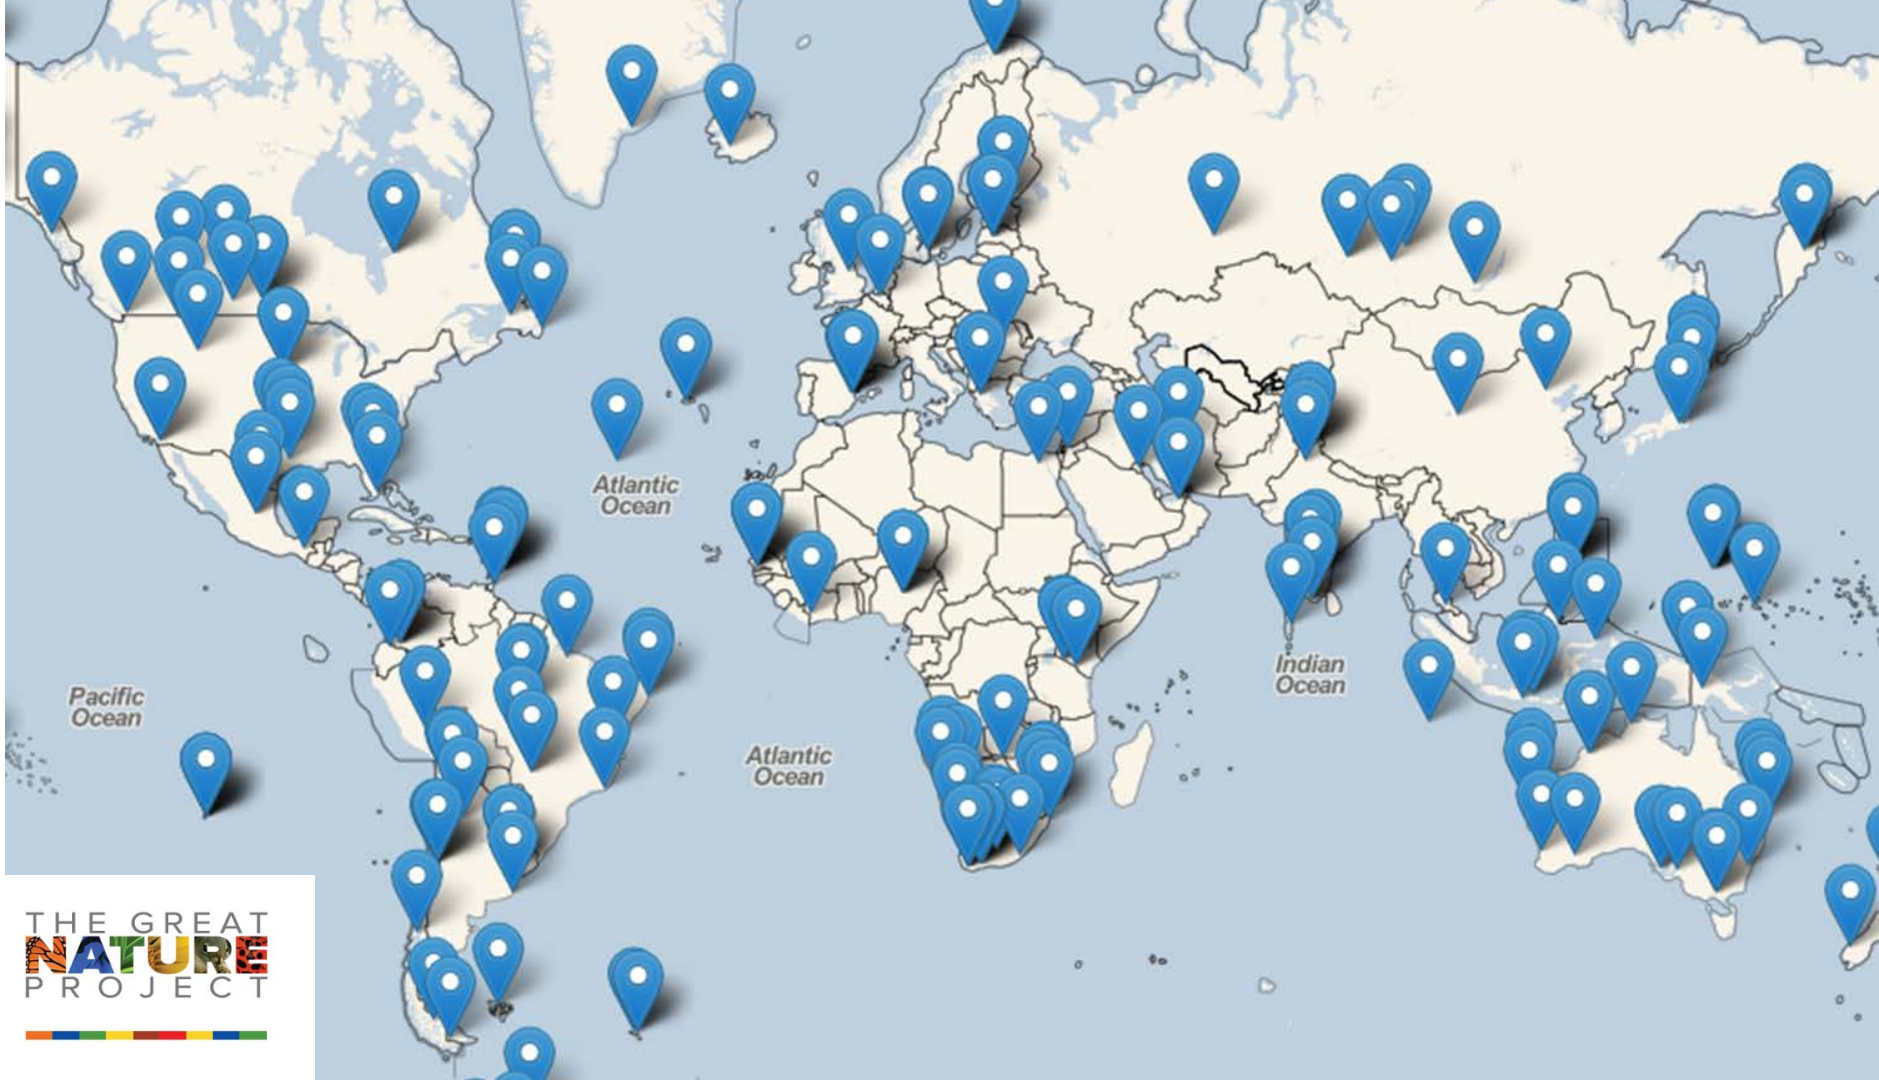 Atlantic
Ocean
Pacific
Ocean
Indian
Ocean
Atlantic
Ocean
THE GREAT
NATURE
PROJECT